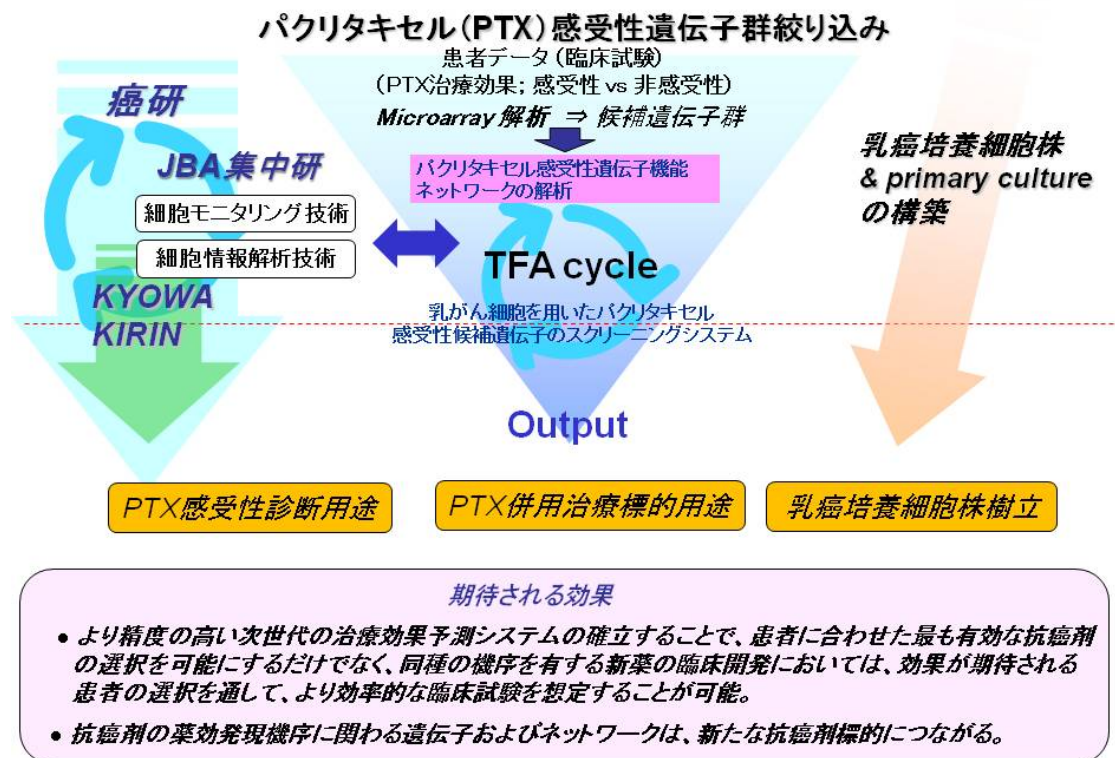 パクリタキセル(PTX)感受性遺伝子群絞り込み
患者データ(臨床試験)
(PTX治療効果; 感受性 vs 非感受性)
Microarray 解析 ⇒ 候補遺伝子群
パクリタキセル感受性遺伝子機能
ネットワークの解析
癌研
JBA集中研
細胞モニタリング技術
細胞情報解析技術
KYOWA
KIRIN
TFA cycle
乳がん細胞を用いたパクリタキセル
感受性候補遺伝子のスクリーニングシステム
乳癌培養細胞株
& primary culture
の構築
Output
PTX感受性診断用途
PTX併用治療標的用途
乳癌培養細胞株樹立
期待される効果
• より精度の高い次世代の治療効果予測システムの確立することで、患者に合わせた最も有効な抗癌剤
の選択を可能にするだけでなく、同種の機序を有する新薬の臨床開発においては、効果が期待される
患者の選択を通して、より効率的な臨床試験を想定することが可能。
• 抗癌剤の薬効発現機序に関わる遺伝子およびネットワークは、新たな抗癌剤標的につながる。